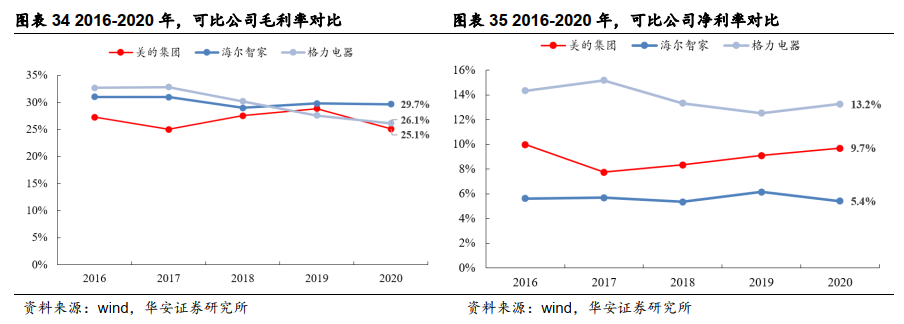 图表 34 2016-2020 年，可比公司毛利率对比
美的集团 海尔智家 格力电器
35%
30%
25%
20%
15%
10%
5%
0%
29.7%
26.1%
25.1%
2016 2017 2018 2019 2020
资料来源：wind，华安证券研究所
图表 35 2016-2020 年，可比公司净利率对比
美的集团 海尔智家 格力电器
16%
14%
12%
10%
8%
6%
4%
2%
0%
13.2%
9.7%
5.4%
2016 2017 2018 2019 2020
资料来源：wind，华安证券研究所